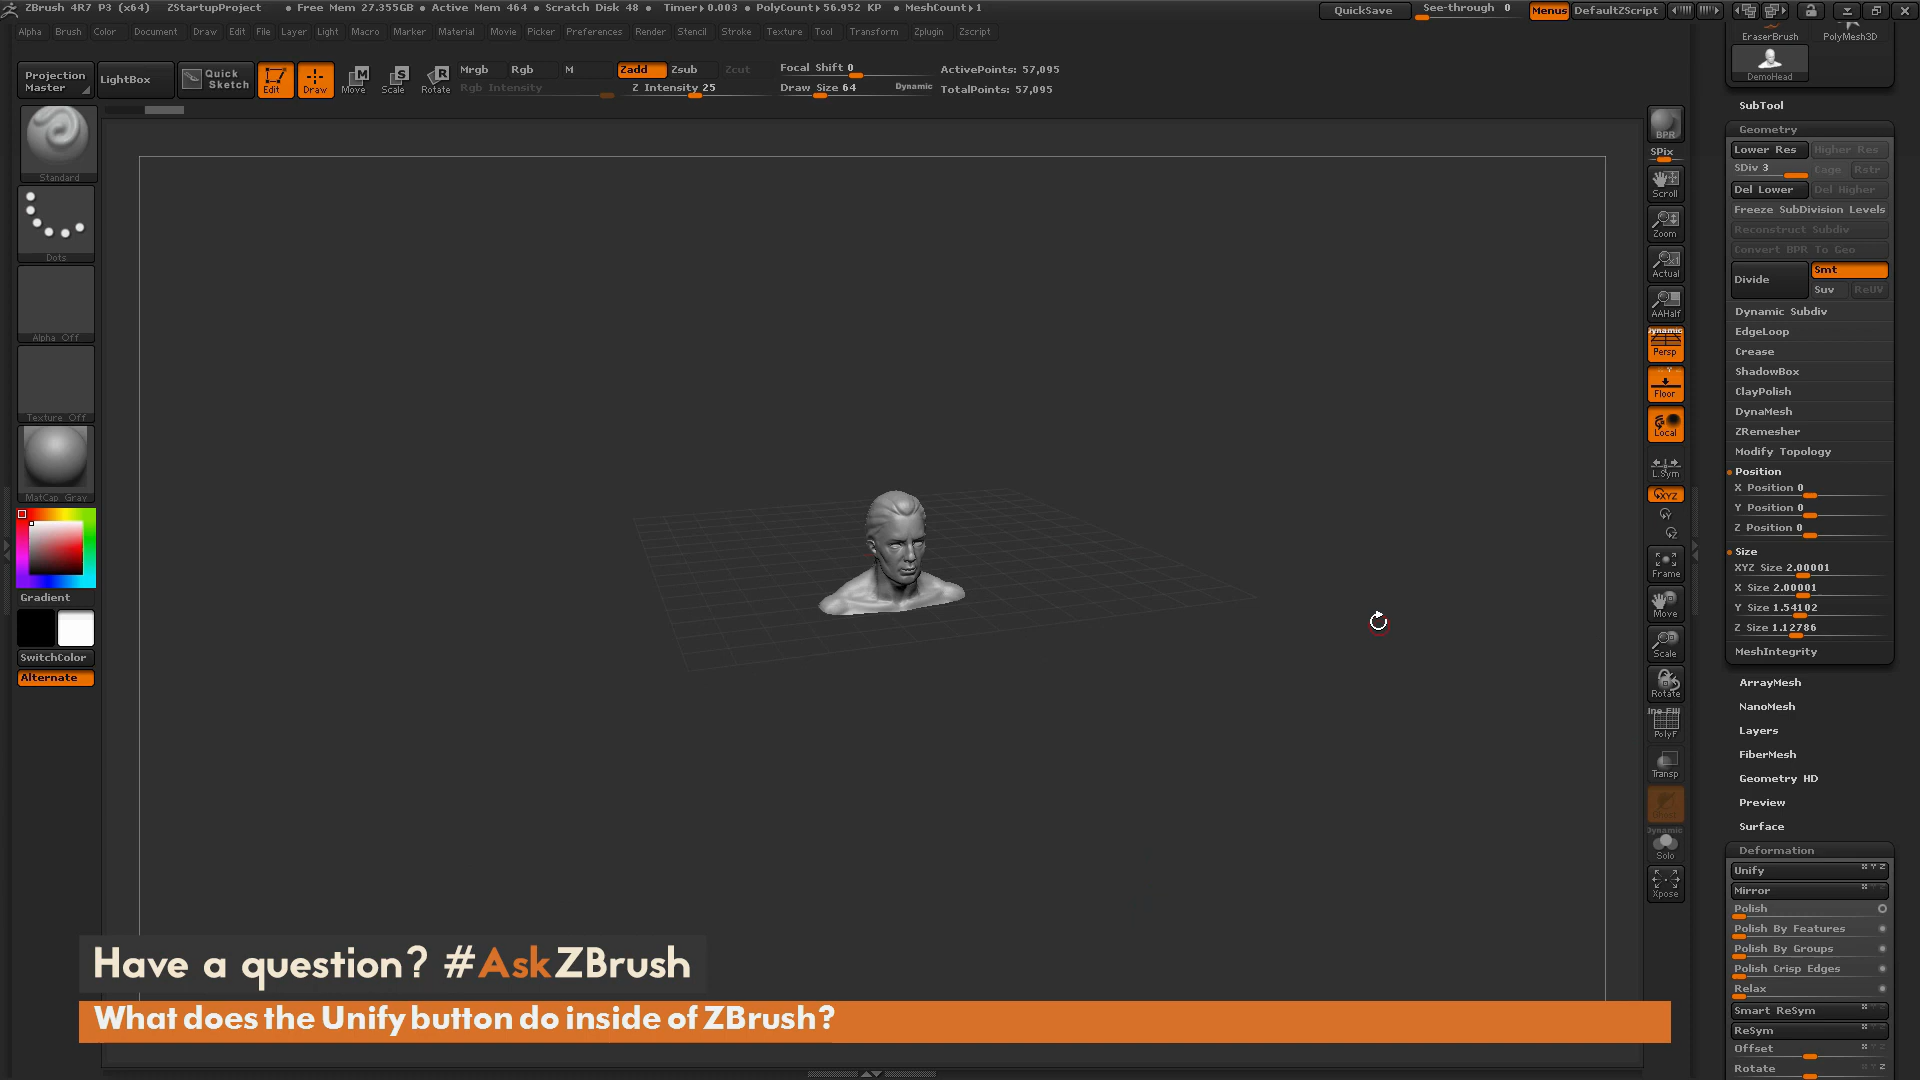 ZBrush 4R7 P3 (x64) ZStartupProject • Free Mem 27.355GB • Active Mem 464 • Scratch Disk 48 • Timer▸0.003 • PolyCount▸56.952 KP • MeshCount▸1 QuickSave See-through 0 Menus DefaultZScript
Alpha Brush Color Document Draw Edit File Layer Light Macro Marker Material Movie Picker Preferences Render Stencil Stroke Texture Tool Transform Zplugin Zscript
Projection Master
LightBox
Quick Sketch
Edit
Draw
Move
Scale
Rotate
Mrgb Rgb M
Rgb Intensity
Zadd Zsub Zcut
Z Intensity 25
Focal Shift 0
Draw Size 64 Dynamic
ActivePoints: 57,095
TotalPoints: 57,095
Standard
Dots
Alpha Off
Texture Off
MatCap Gray
Gradient
SwitchColor
Alternate
BPR
SPix
Scroll
Zoom
Actual
AAHalf
Dynamic
Persp
Floor
Local
L.Sym
XYZ
Y
Z
Frame
Move
Scale
Rotate
Line Fill
PolyF
Transp
Dynamic
Solo
Xpose
EraserBrush PolyMesh3D
DemoHead
SubTool
Geometry
Lower Res Higher Res
SDiv 3 Cage Rstr
Del Lower Del Higher
Freeze SubDivision Levels
Reconstruct Subdiv
Convert BPR To Geo
Divide Smt
Suv ReUV
Dynamic Subdiv
EdgeLoop
Crease
ShadowBox
ClayPolish
DynaMesh
ZRemesher
Modify Topology
Position
X Position 0
Y Position 0
Z Position 0
Size
XYZ Size 2.00001
X Size 2.00001
Y Size 1.54102
Z Size 1.12786
MeshIntegrity
ArrayMesh
NanoMesh
Layers
FiberMesh
Geometry HD
Preview
Surface
Deformation
Unify
Mirror
Polish
Polish By Features
Polish By Groups
Polish Crisp Edges
Relax
Smart ReSym
ReSym
Offset
Rotate
Have a question? #AskZBrush
What does the Unify button do inside of ZBrush?